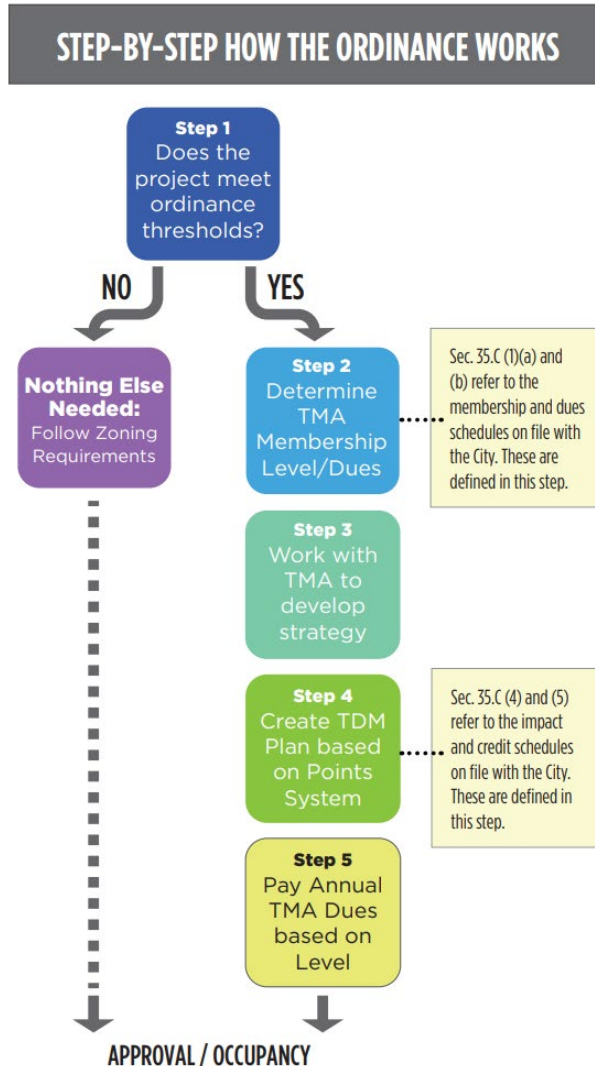 STEP-BY-STEP HOW THE ORDINANCE WORKS
Step 1
Does the
project meet
ordinance
thresholds?
NO
YES
Nothing Else
Needed:
Follow Zoning
Requirements
Step 2
Determine
TMA
Membership
Level/Dues
Sec. 35.C (1)(a) and
(b) refer to the
membership and dues
schedules on file with
the City. These are
defined in this step.
Step 3
Work with
TMA to
develop
strategy
Step 4
Create TDM
Plan based
on Points
System
Sec. 35.C (4) and (5)
refer to the impact
and credit schedules
on file with the City.
These are defined in
this step.
Step 5
Pay Annual
TMA Dues
based on
Level
APPROVAL / OCCUPANCY